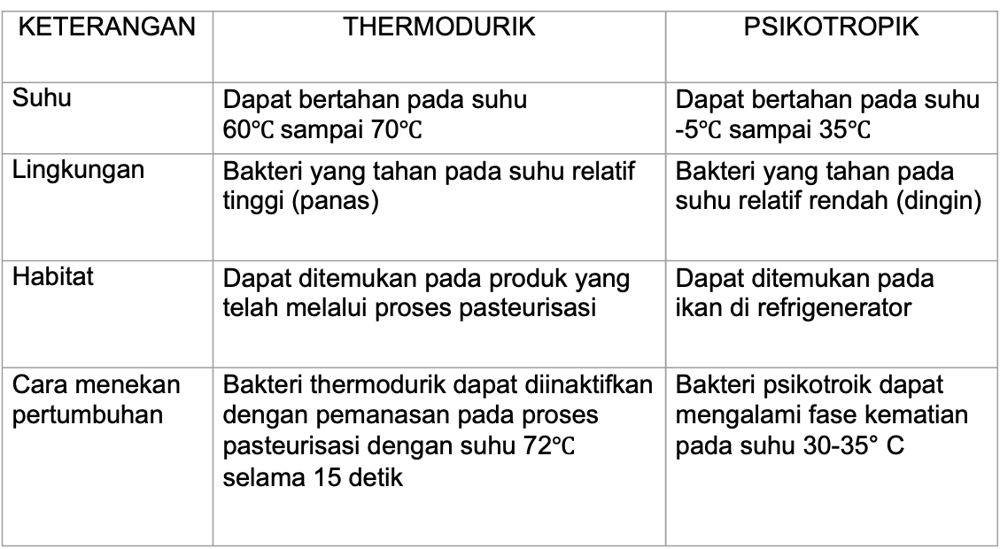 KETERANGAN THERMODURIK PSIKOTROPIK
Suhu
Dapat bertahan pada suhu
60℃ sampai 70℃
Dapat bertahan pada suhu
-5℃ sampai 35℃
Lingkungan
Bakteri yang tahan pada suhu relatif
tinggi (panas)
Bakteri yang tahan pada
suhu relatif rendah (dingin)
Habitat
Dapat ditemukan pada produk yang
telah melalui proses pasteurisasi
Dapat ditemukan pada
ikan di refrigenerator
Cara menekan
pertumbuhan
Bakteri thermodurik dapat diinaktifkan
dengan pemanasan pada proses
pasteurisasi dengan suhu 72℃
selama 15 detik
Bakteri psikotroik dapat
mengalami fase kematian
pada suhu 30-35° C